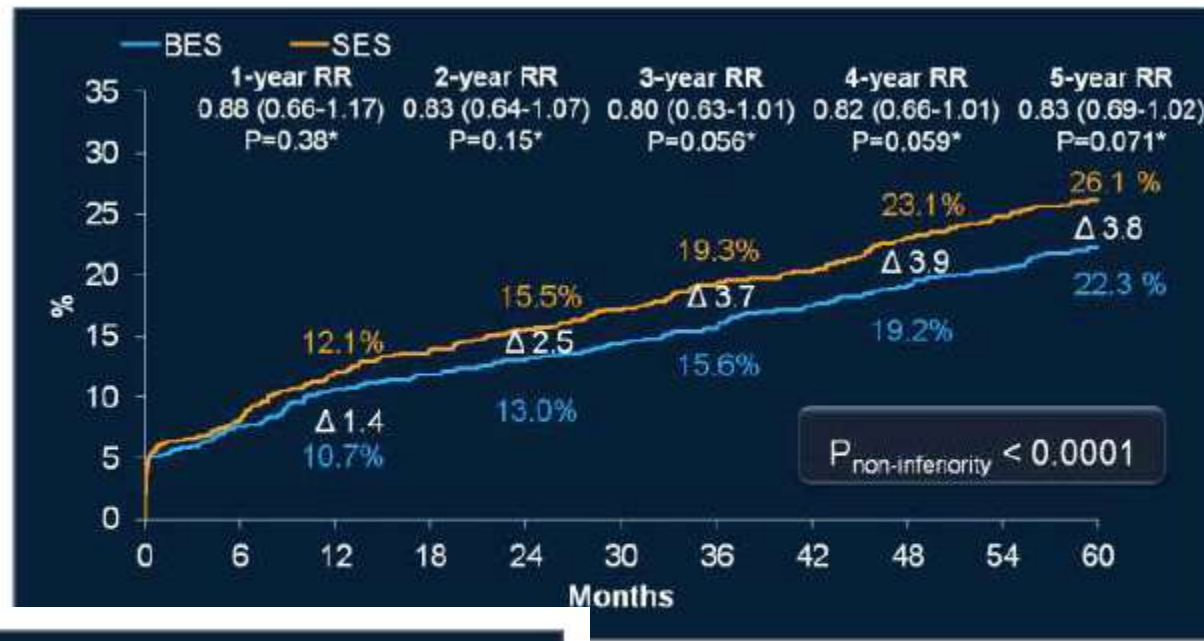 BES SES
1-year RR 2-year RR 3-year RR 4-year RR 5-year RR
0.88 (0.66-1.17) 0.83 (0.64-1.07) 0.80 (0.63-1.01) 0.82 (0.66-1.01) 0.83 (0.69-1.02)
P=0.38* P=0.15* P=0.056* P=0.059* P=0.071*
35
30
25
20
15
10
5
0
%
12.1% 15.5% 19.3% 23.1% 26.1 %
Δ 1.4 Δ 2.5 Δ 3.7 Δ 3.9 Δ 3.8
10.7% 13.0% 15.6% 19.2% 22.3 %
P non-inferiority < 0.0001
0 6 12 18 24 30 36 42 48 54 60
Months